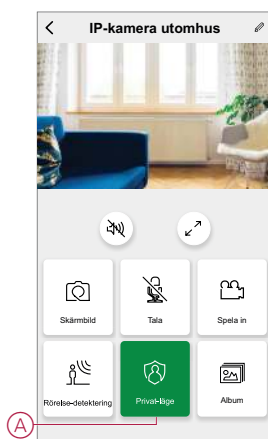 IP-kamera utomhus
Skärmbild
Tala
Spela in
Rörelse-detektering
Privat-läge
Album
A